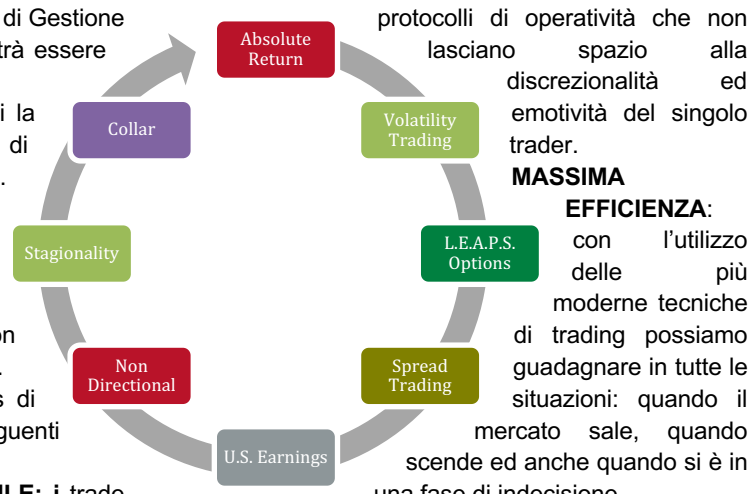 di Gestione
trà essere
i la
di
.
on
.
s di
guenti
Absolute
Return
Volatility
Trading
L.E.A.P.S.
Options
Spread
Trading
U.S. Earnings
Non
Directional
Stagionality
Collar
protocolli di operatività che non
lasciano spazio alla
discrezionalità ed
emotività del singolo
trader.
MASSIMA
EFFICIENZA:
con l’utilizzo
delle più
moderne tecniche
di trading possiamo
guadagnare in tutte le
situazioni: quando il
mercato sale, quando
scende ed anche quando si è in